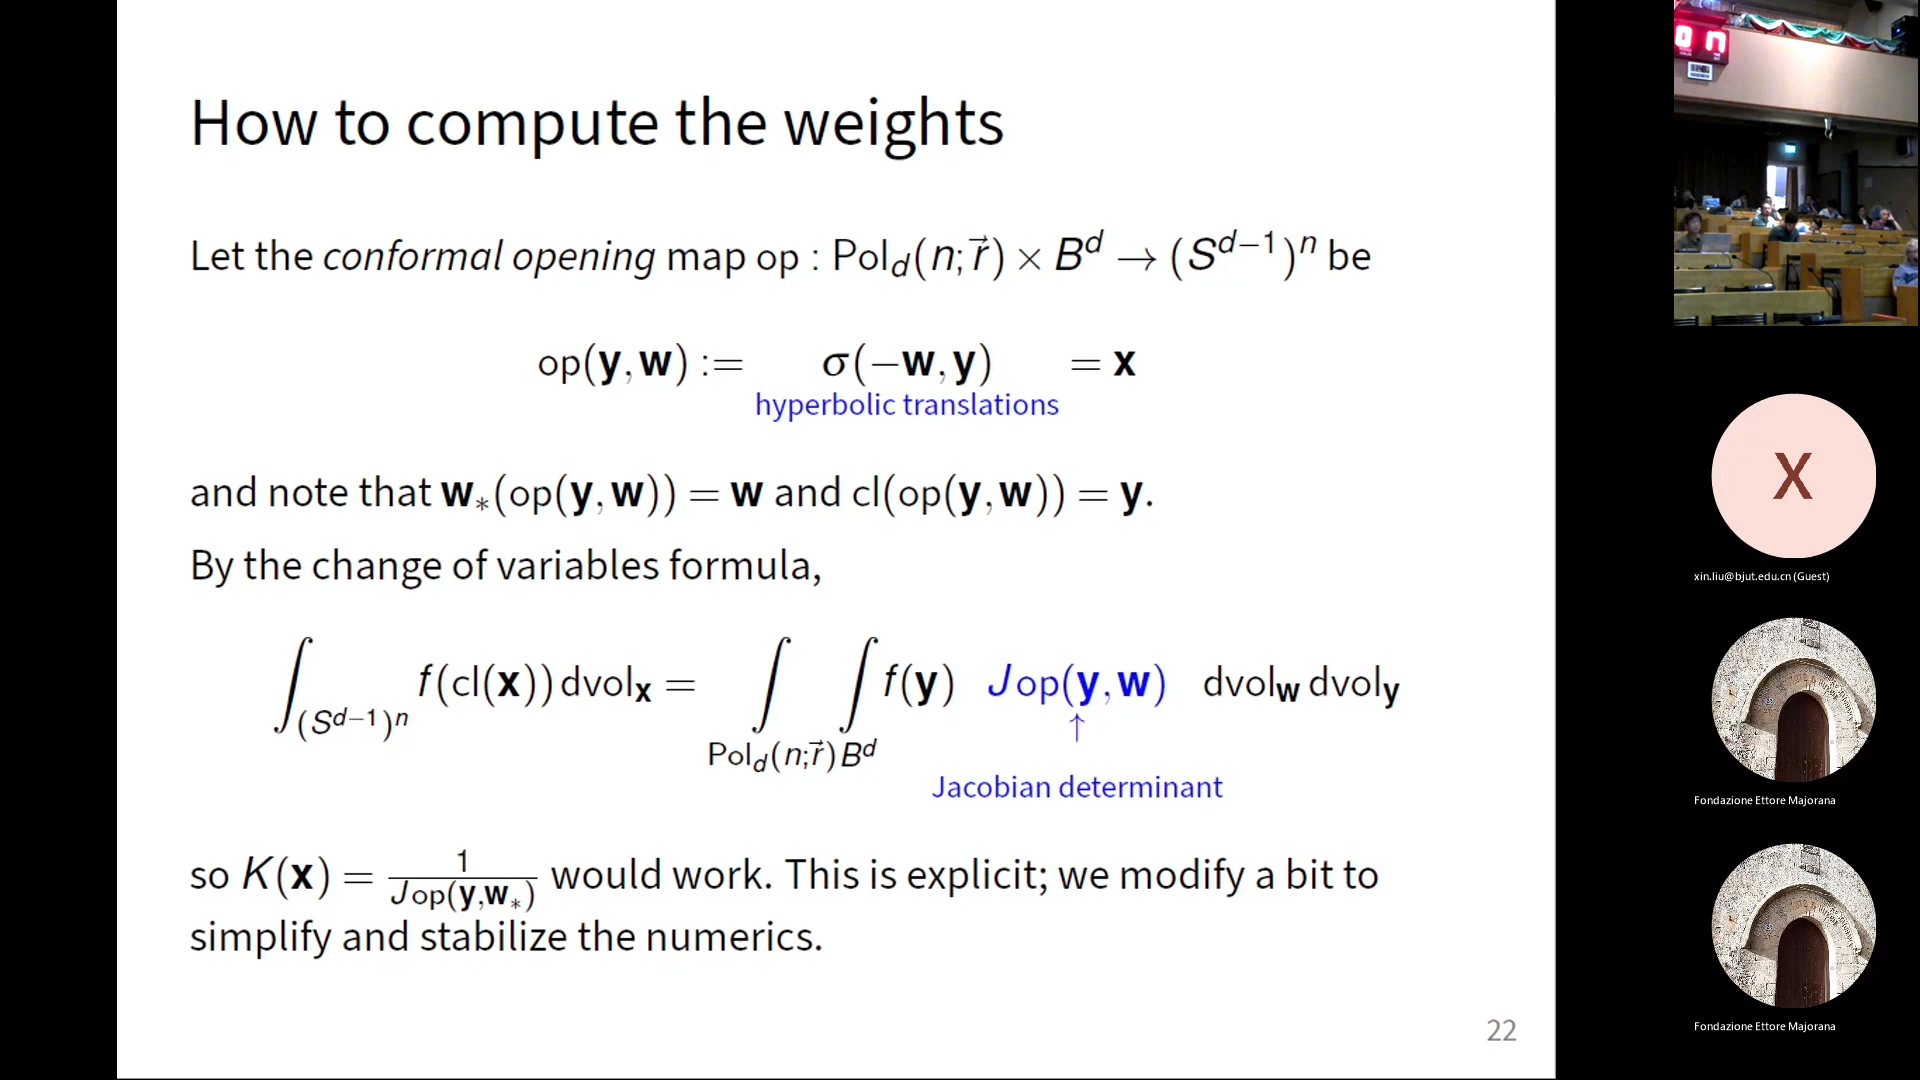 How to compute the weights
Let the conformal opening map op : Pol_d(n; r⃗) × B^d → (S^{d−1})^n be
op(y, w) := σ(−w, y) = x
hyperbolic translations
and note that w_*(op(y, w)) = w and cl(op(y, w)) = y.
By the change of variables formula,
∫_{(S^{d−1})^n} f(cl(x)) dvol_x = ∫_{Pol_d(n; r⃗)} ∫_{B^d} f(y) J op(y, w) dvol_w dvol_y
↑
Jacobian determinant
so K(x) = 1/(J op(y,w_*)) would work. This is explicit; we modify a bit to
simplify and stabilize the numerics.
22
X
xin.liu@bjut.edu.cn (Guest)
Fondazione Ettore Majorana
Fondazione Ettore Majorana